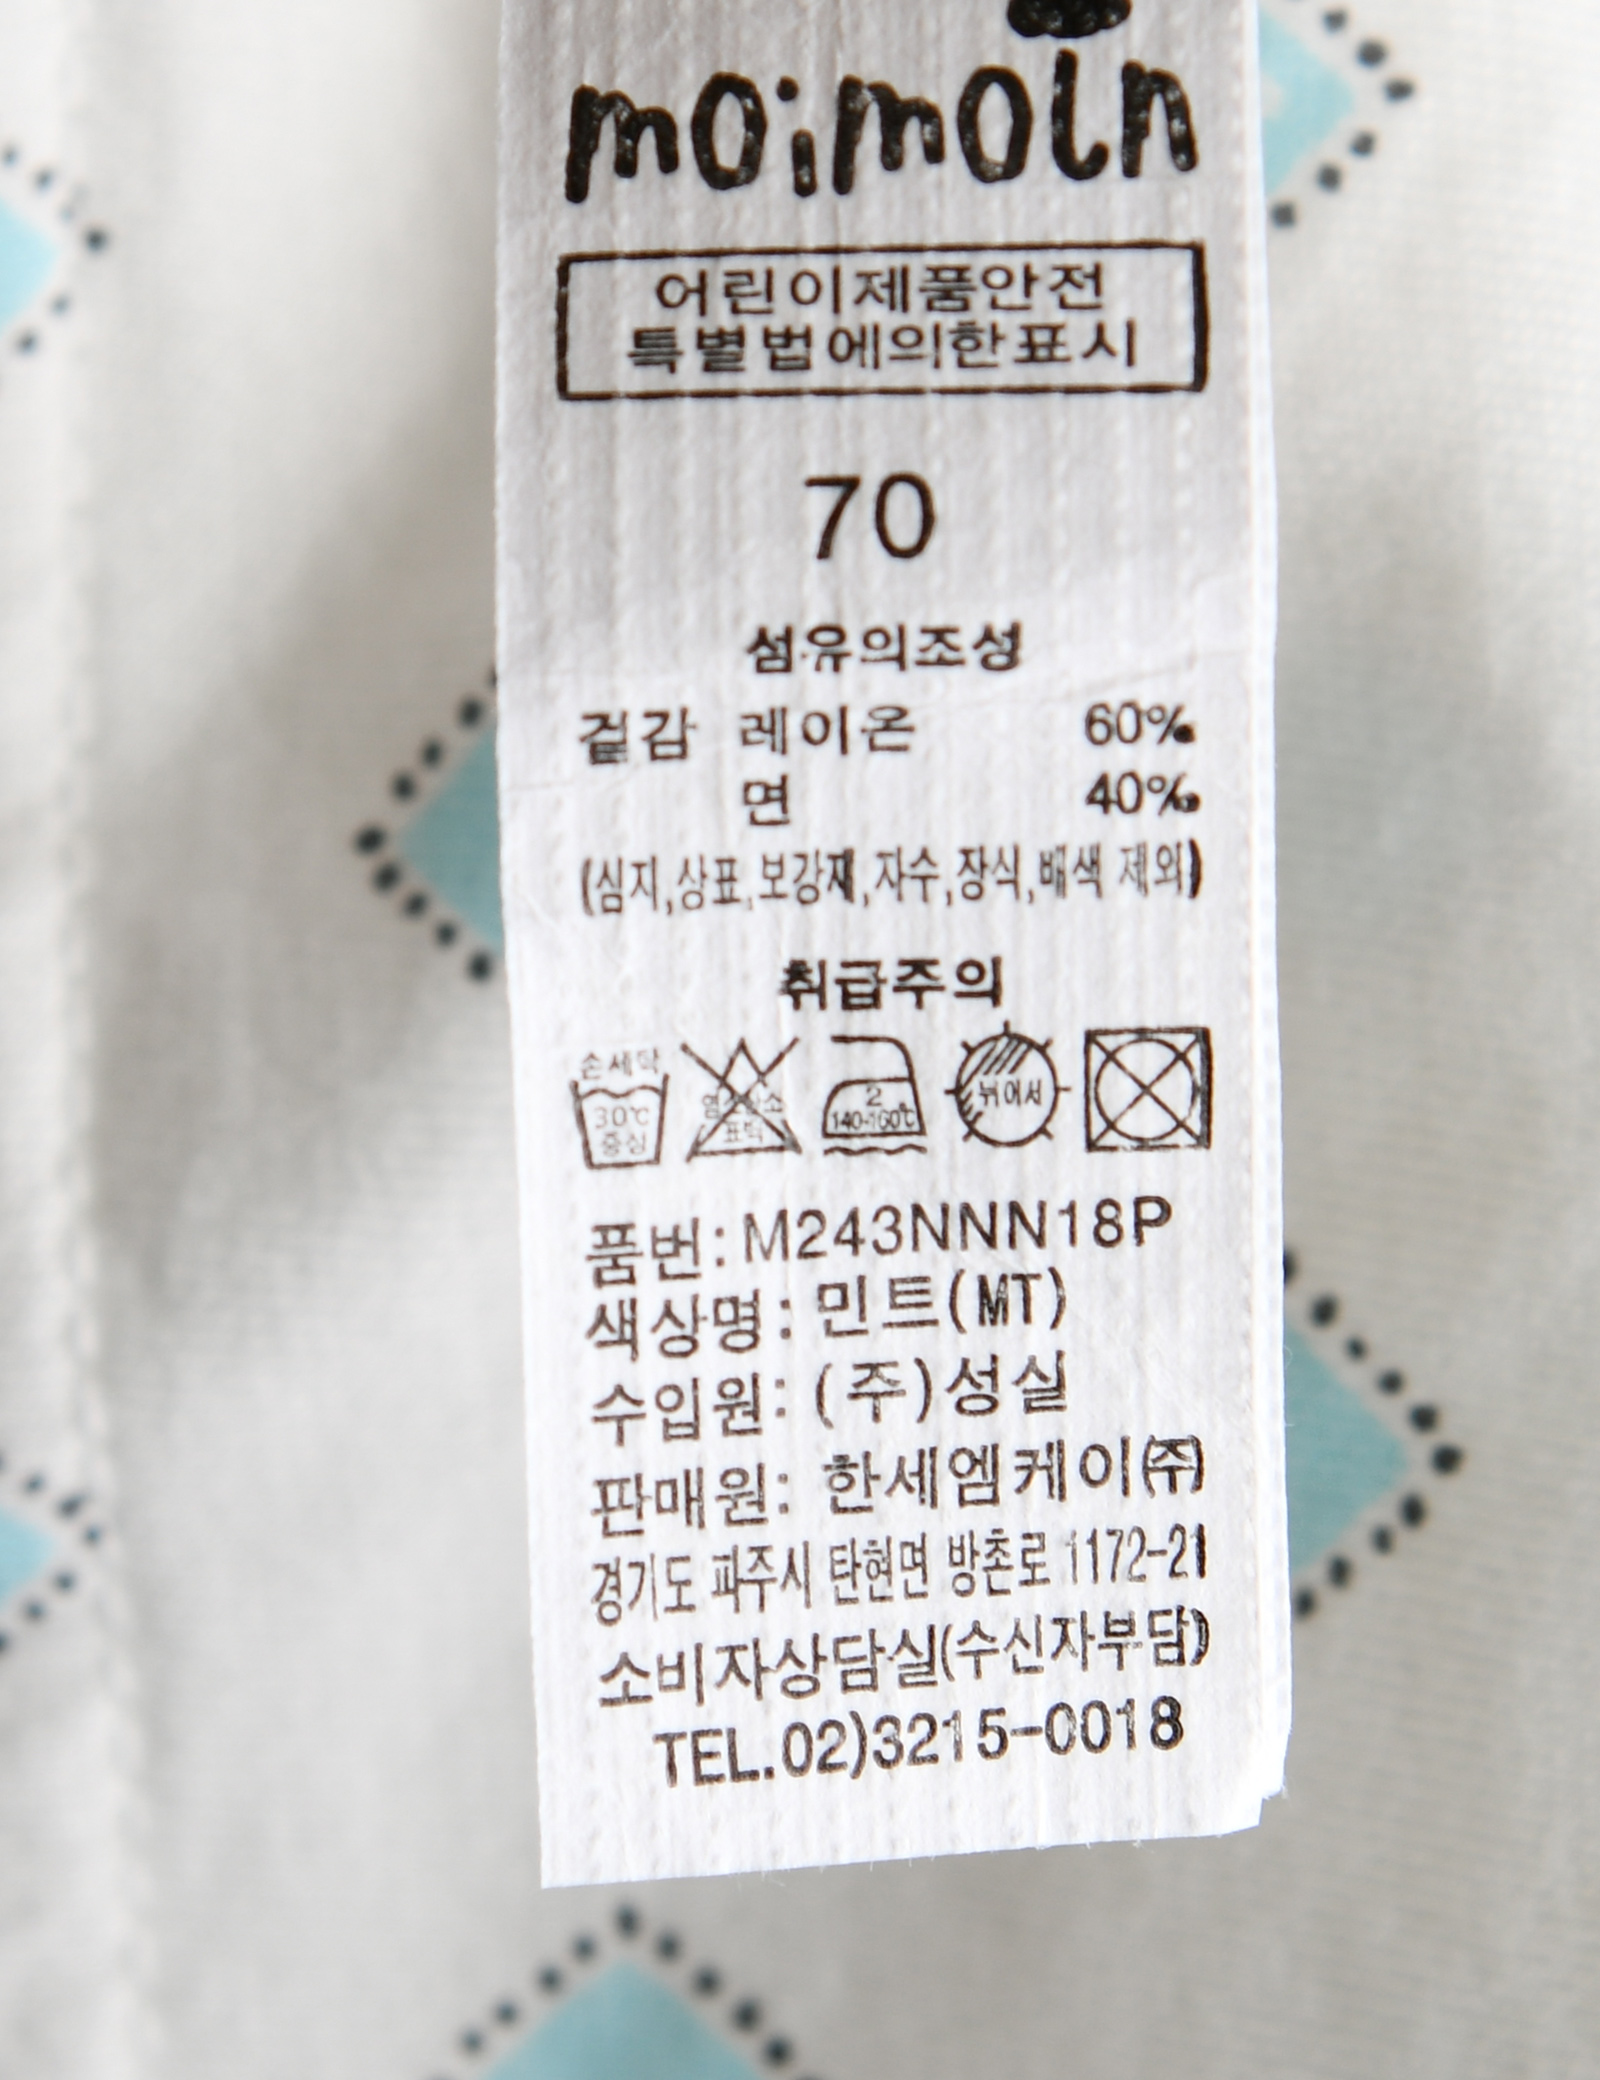 moimoln
어린이제품안전
특별법에의한표시
70
섬유의조성
겉감 레이온 60%
면 40%
(심지,상표,보강재,자수,장식,배색 제외)
취급주의
손세탁
30℃
중성
염소산소
표백
2
140-160℃
뉘어서
품번: M243NNN18P
색상명: 민트(MT)
수입원: (주)성실
판매원: 한세엠케이㈜
경기도 파주시 탄현면 방촌로 1172-21
소비자상담실(수신자부담)
TEL.02)3215-0018